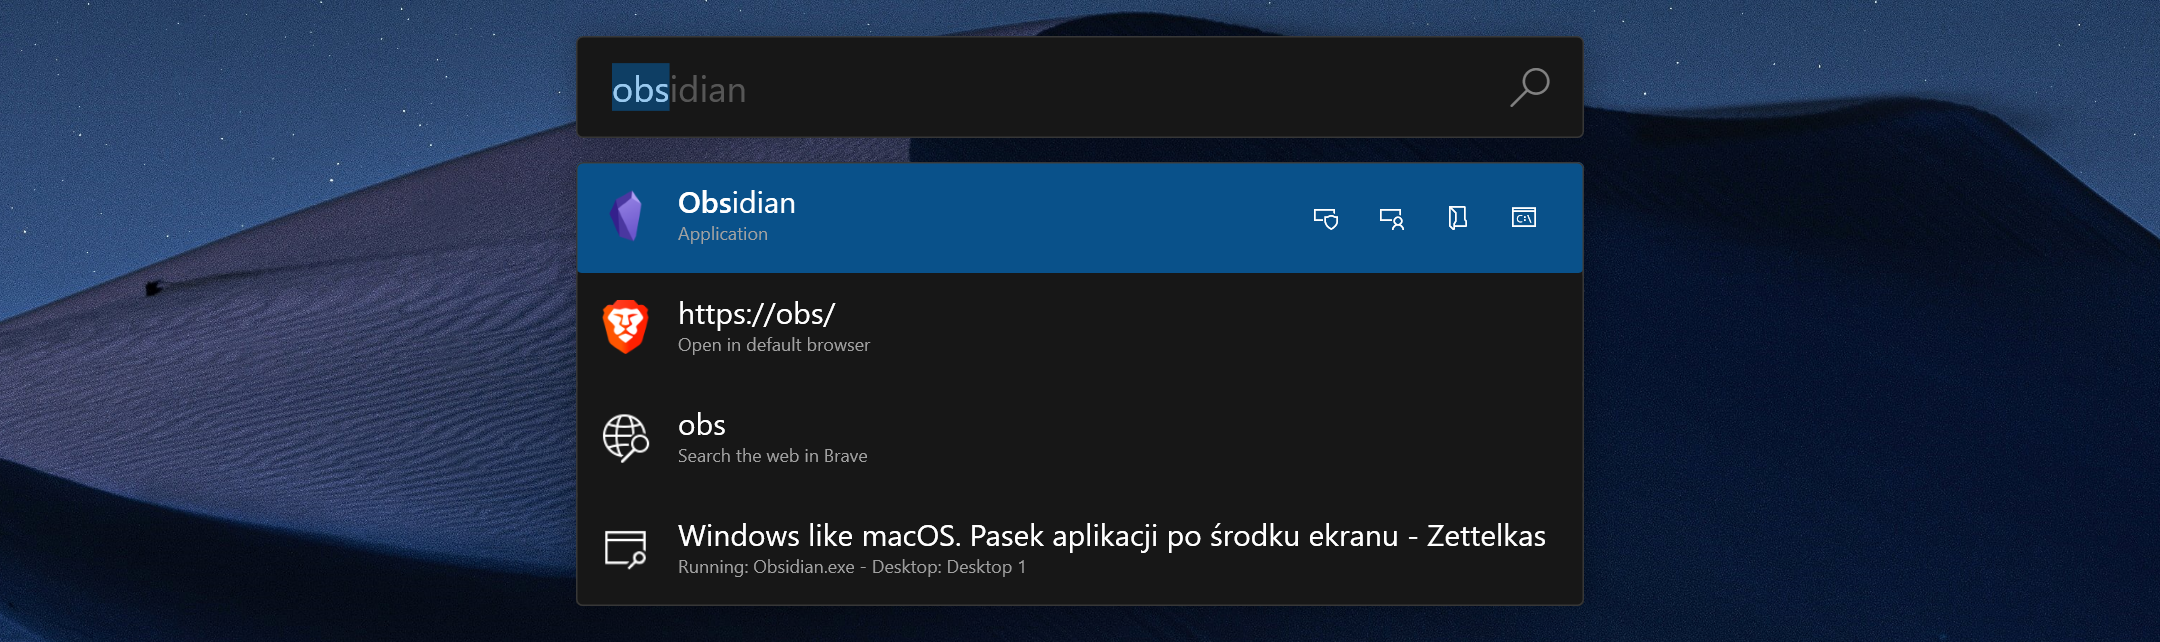 obsidian
Obsidian
Application
C:\
https://obs/
Open in default browser
obs
Search the web in Brave
Windows like macOS. Pasek aplikacji po środku ekranu - Zettelkas
Running: Obsidian.exe - Desktop: Desktop 1